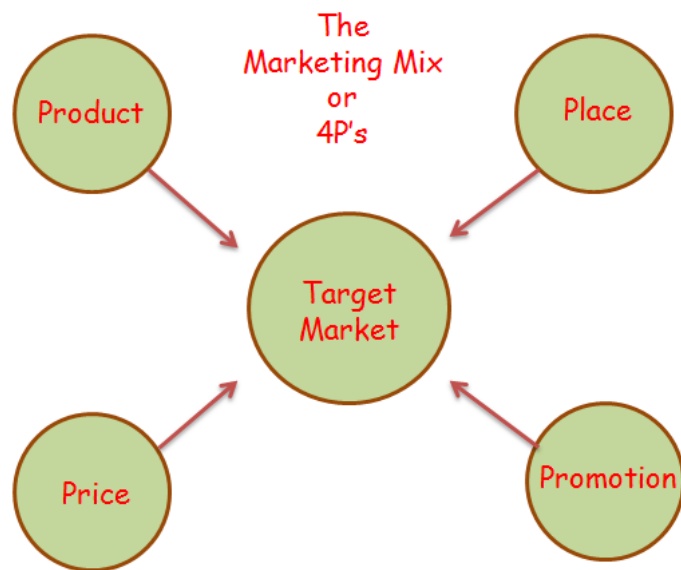 The
Marketing Mix
or
4P's
Product
Place
Target
Market
Price
Promotion